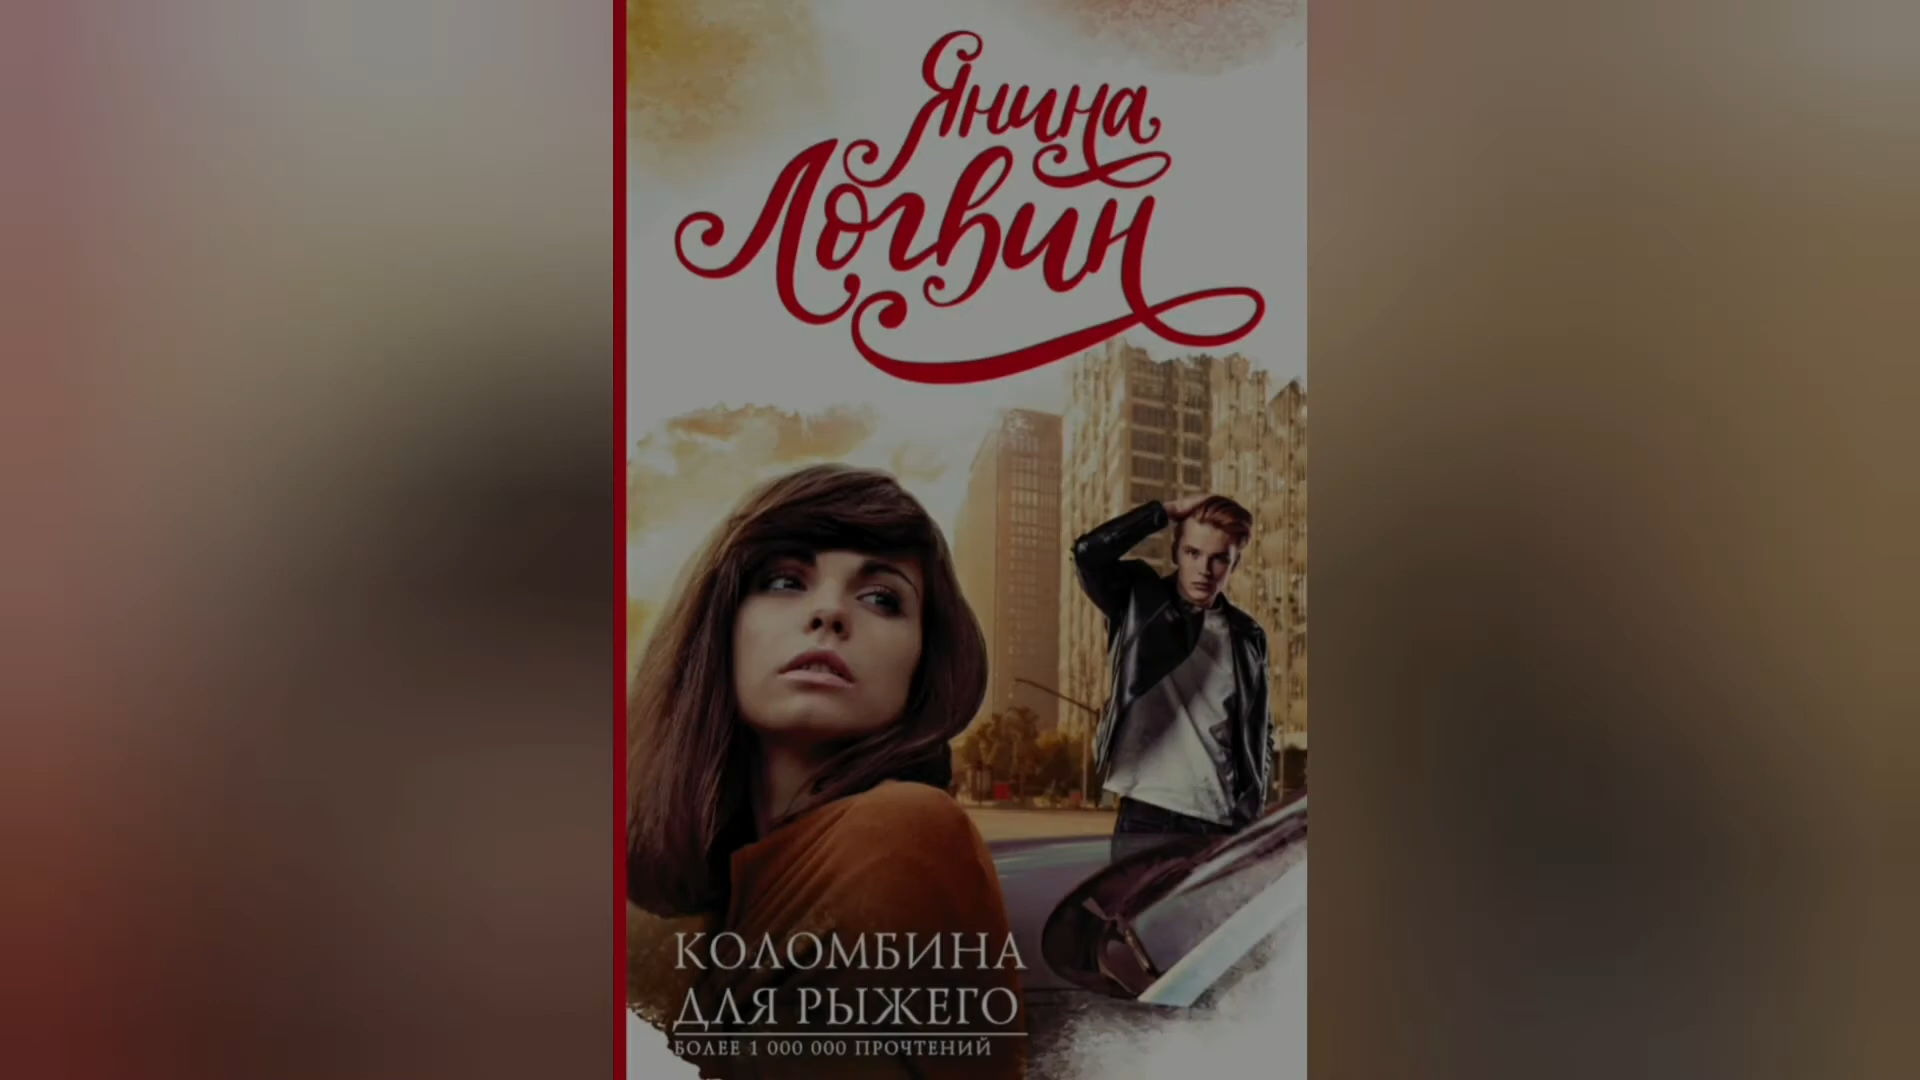 Янина
Логвин
КОЛОМБИНА
ДЛЯ РЫЖЕГО
БОЛЕЕ 1 000 000 ПРОЧТЕНИЙ